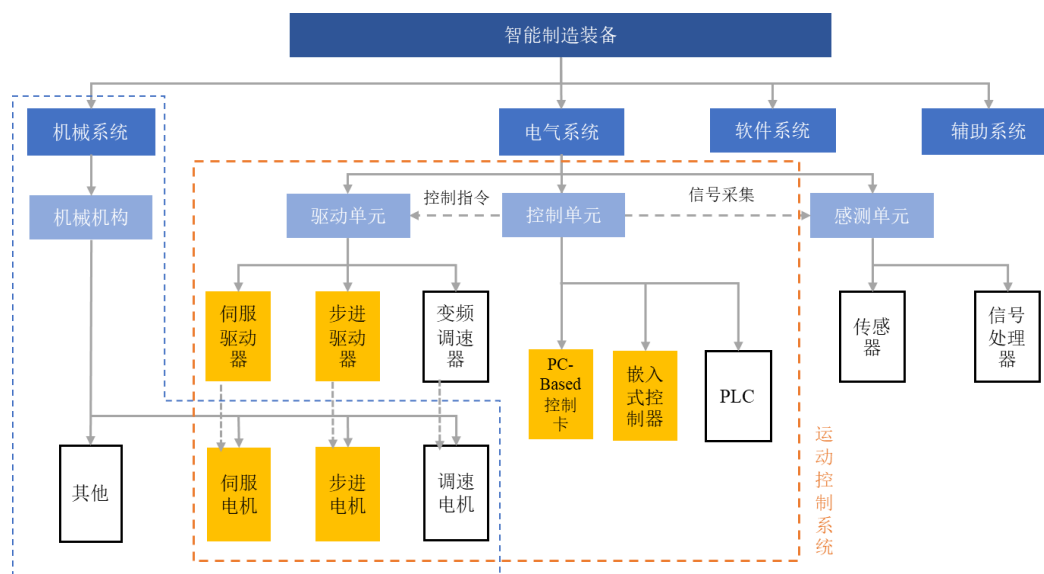 智能制造装备
机械系统
电气系统
软件系统
辅助系统
机械机构
驱动单元
控制指令
控制单元
信号采集
感测单元
伺服
驱动
器
步进
驱动
器
变频
调速
器
PC-
Based
控制
卡
嵌入
式控
制器
PLC
传感
器
信号
处理
器
其他
伺服
电机
步进
电机
调速
电机
运
动
控
制
系
统